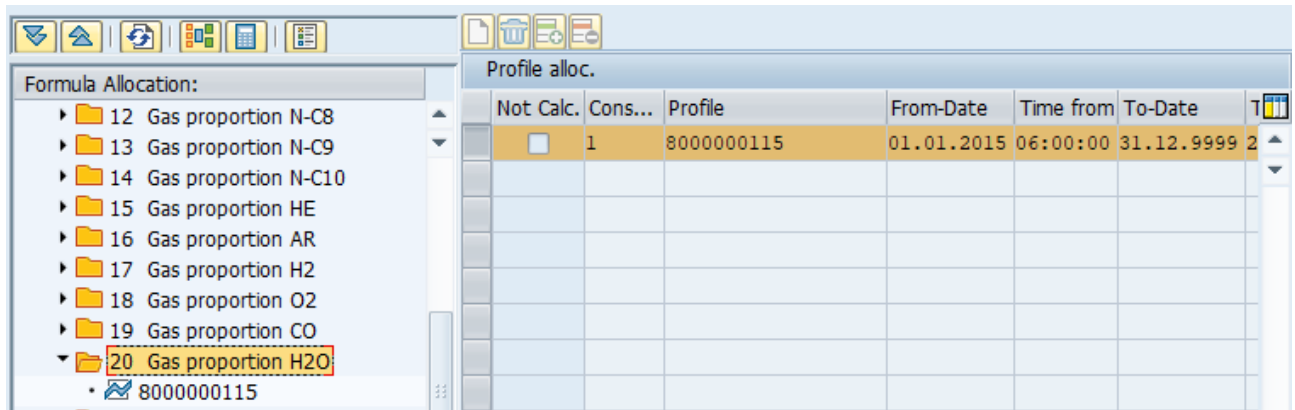 Formula Allocation:
12 Gas proportion N-C8
13 Gas proportion N-C9
14 Gas proportion N-C10
15 Gas proportion HE
16 Gas proportion AR
17 Gas proportion H2
18 Gas proportion O2
19 Gas proportion CO
20 Gas proportion H2O
8000000115
Profile alloc.
Not Calc. Cons... Profile From-Date Time from To-Date T
1 8000000115 01.01.2015 06:00:00 31.12.9999 2